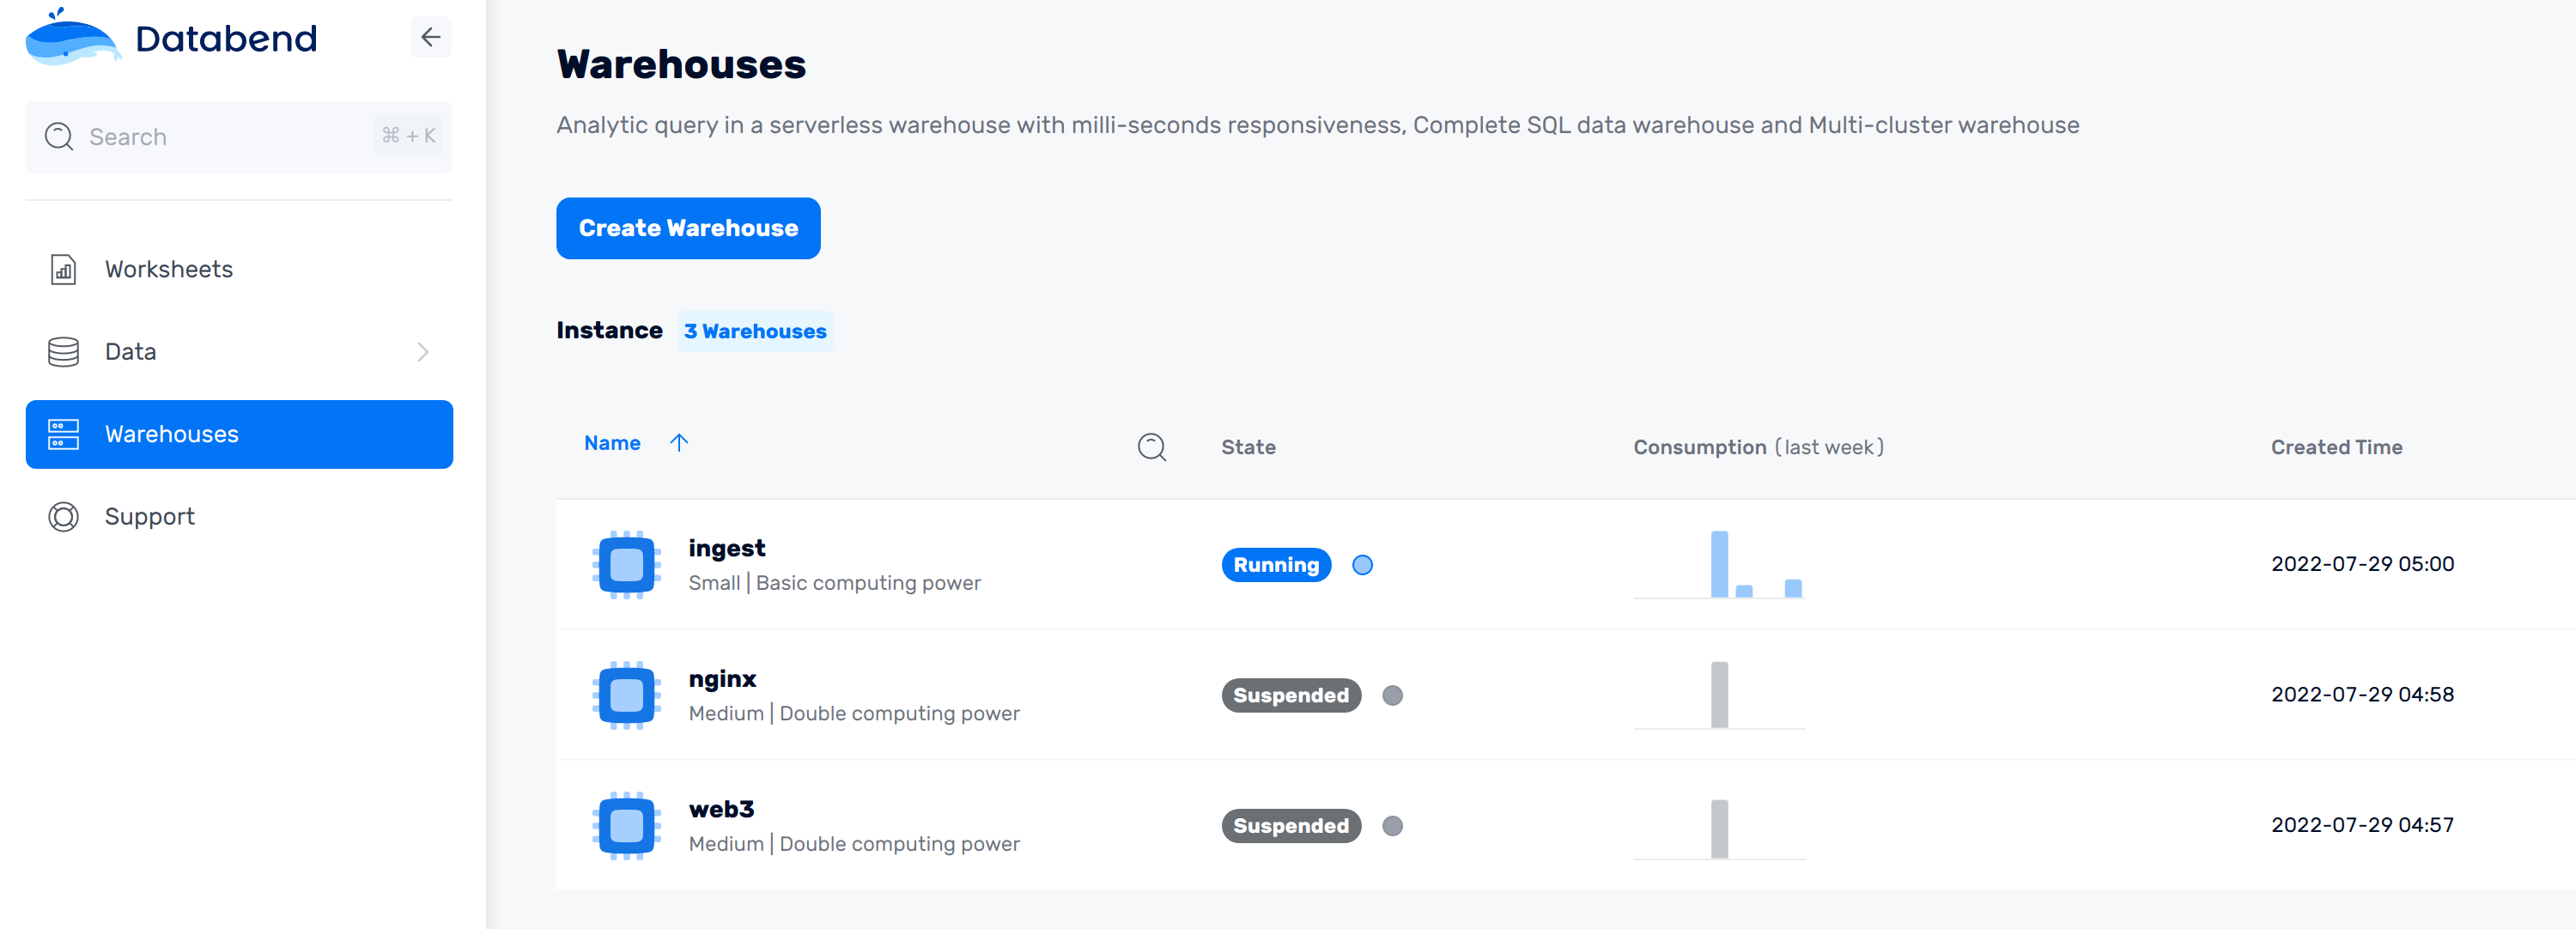 Databend
Search ⌘ + K
Worksheets
Data
Warehouses
Support
Warehouses
Analytic query in a serverless warehouse with milli-seconds responsiveness, Complete SQL data warehouse and Multi-cluster warehouse
Create Warehouse
Instance 3 Warehouses
Name State Consumption (last week) Created Time
ingest
Small | Basic computing power
Running
2022-07-29 05:00
nginx
Medium | Double computing power
Suspended
2022-07-29 04:58
web3
Medium | Double computing power
Suspended
2022-07-29 04:57